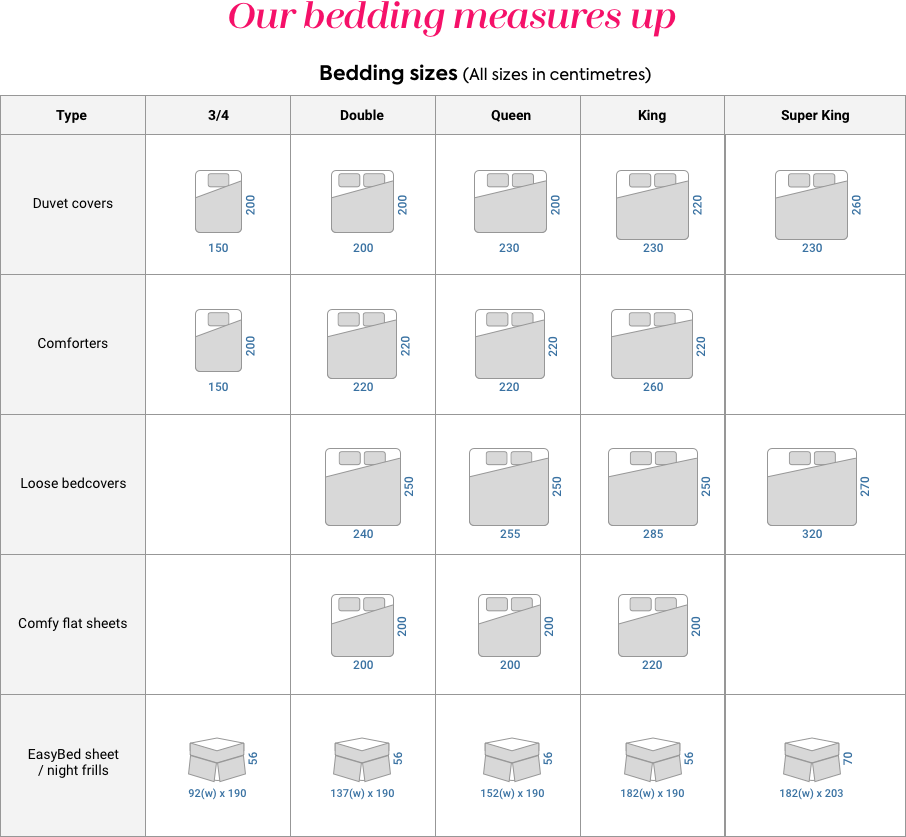 Our bedding measures up
Bedding sizes (All sizes in centimetres)
Type 3/4 Double Queen King Super King
Duvet covers
200 200 200 220 260
150 200 230 230 230
Comforters
200 220 220 220
150 220 220 260
Loose bedcovers
250 250 250 270
240 255 285 320
Comfy flat sheets
200 200 200
200 200 220
EasyBed sheet
/ night frills
56 56 56 56 70
92(w) x 190 137(w) x 190 152(w) x 190 182(w) x 190 182(w) x 203